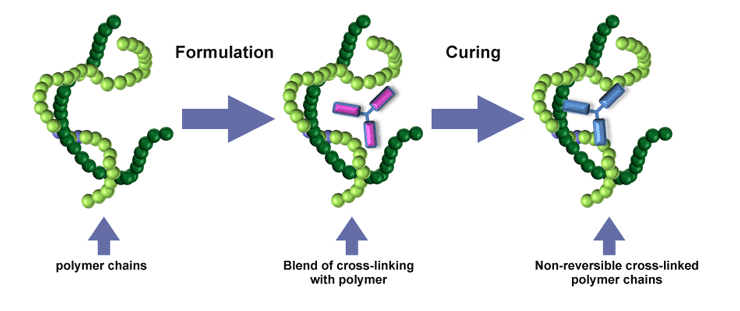 Formulation
Curing
polymer chains
Blend of cross-linking
with polymer
Non-reversible cross-linked
polymer chains